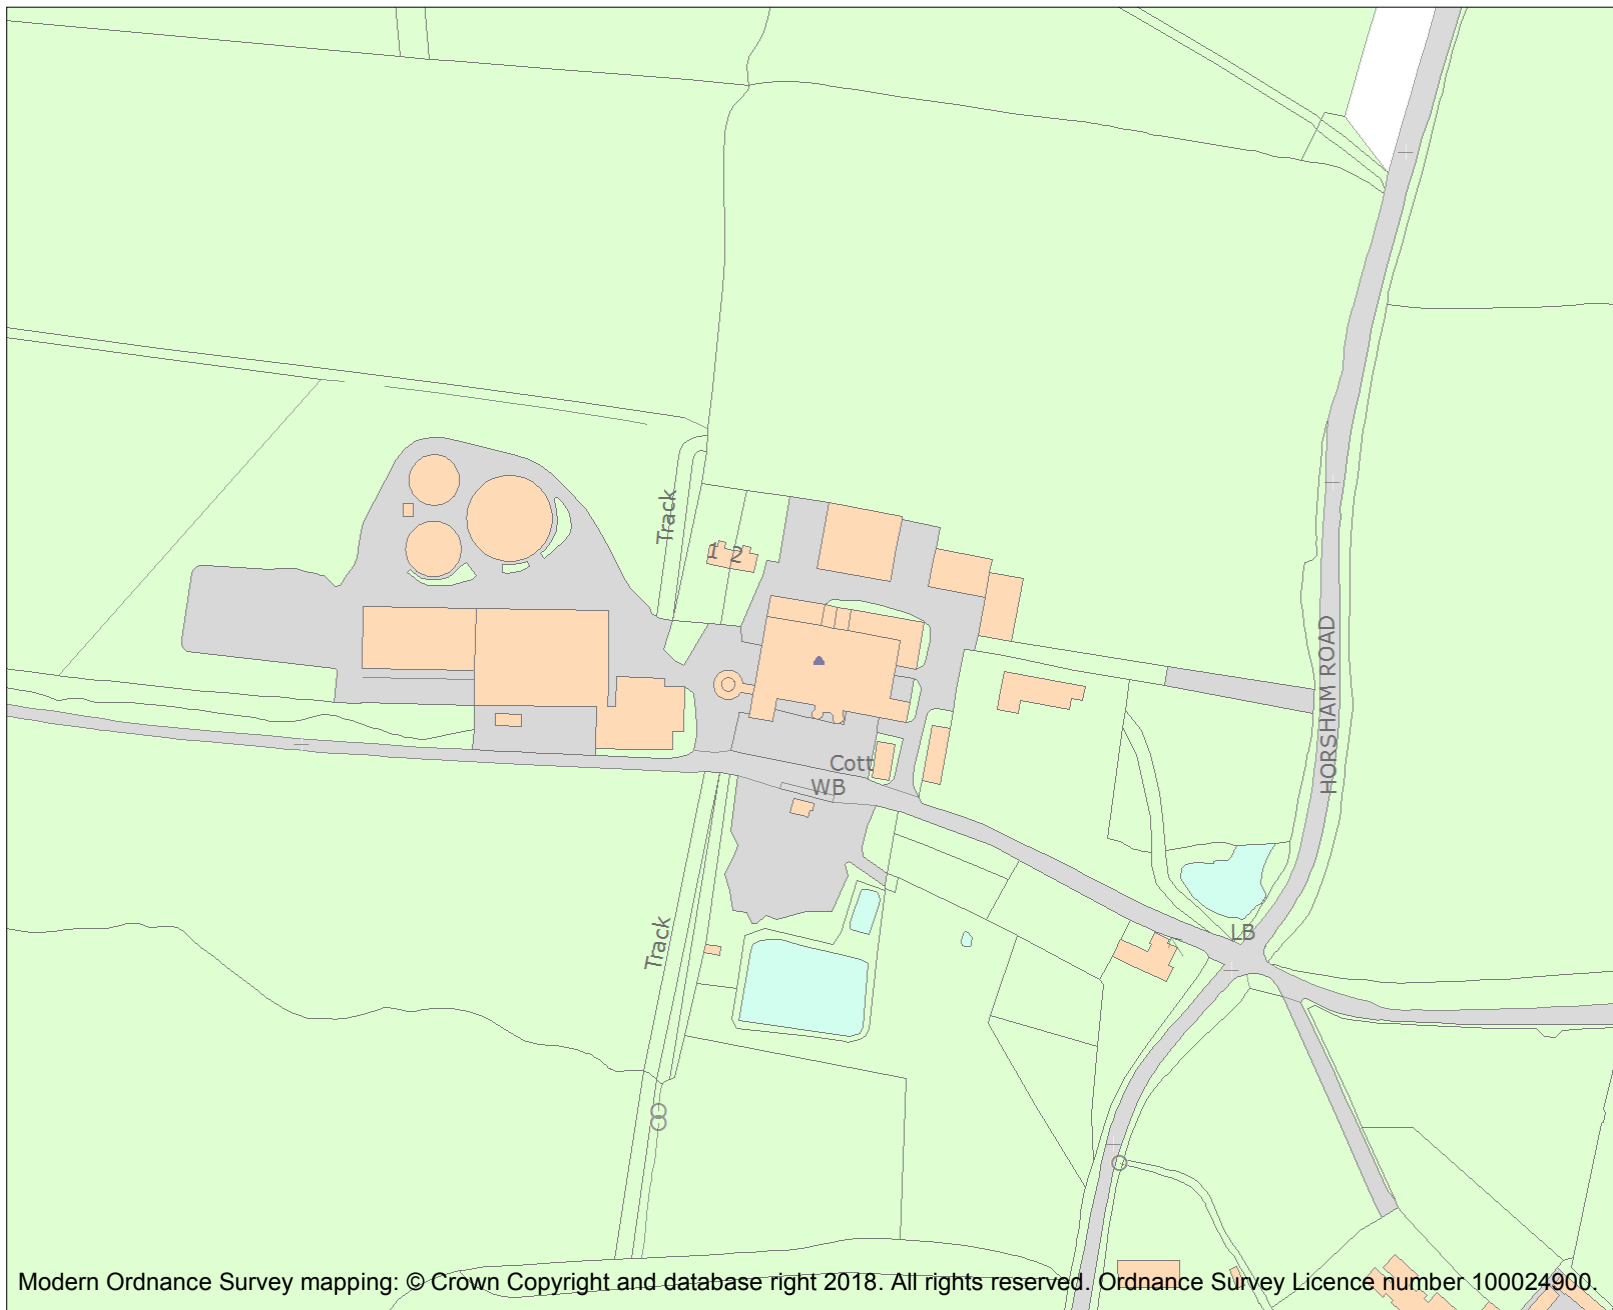 Track
1 2
HORSHAM ROAD
Cott
WB
LB
Track
Modern Ordnance Survey mapping: © Crown Copyright and database right 2018. All rights reserved. Ordnance Survey Licence number 100024900.